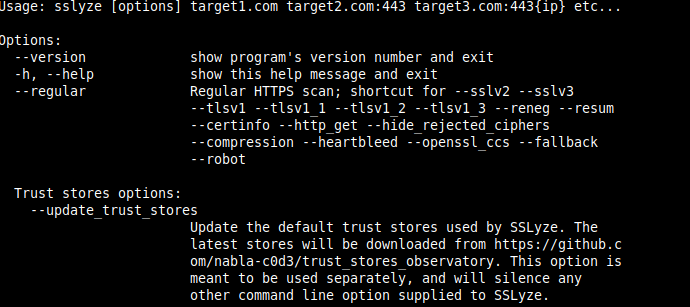 Usage: sslyze [options] target1.com target2.com:443 target3.com:443{ip} etc...
Options:
--version show program's version number and exit
-h, --help show this help message and exit
--regular Regular HTTPS scan; shortcut for --sslv2 --sslv3
--tlsv1 --tlsv1_1 --tlsv1_2 --tlsv1_3 --reneg --resum
--certinfo --http_get --hide_rejected_ciphers
--compression --heartbleed --openssl_ccs --fallback
--robot
Trust stores options:
--update_trust_stores
Update the default trust stores used by SSLyze. The
latest stores will be downloaded from https://github.c
om/nabla-c0d3/trust_stores_observatory. This option is
meant to be used separately, and will silence any
other command line option supplied to SSLyze.